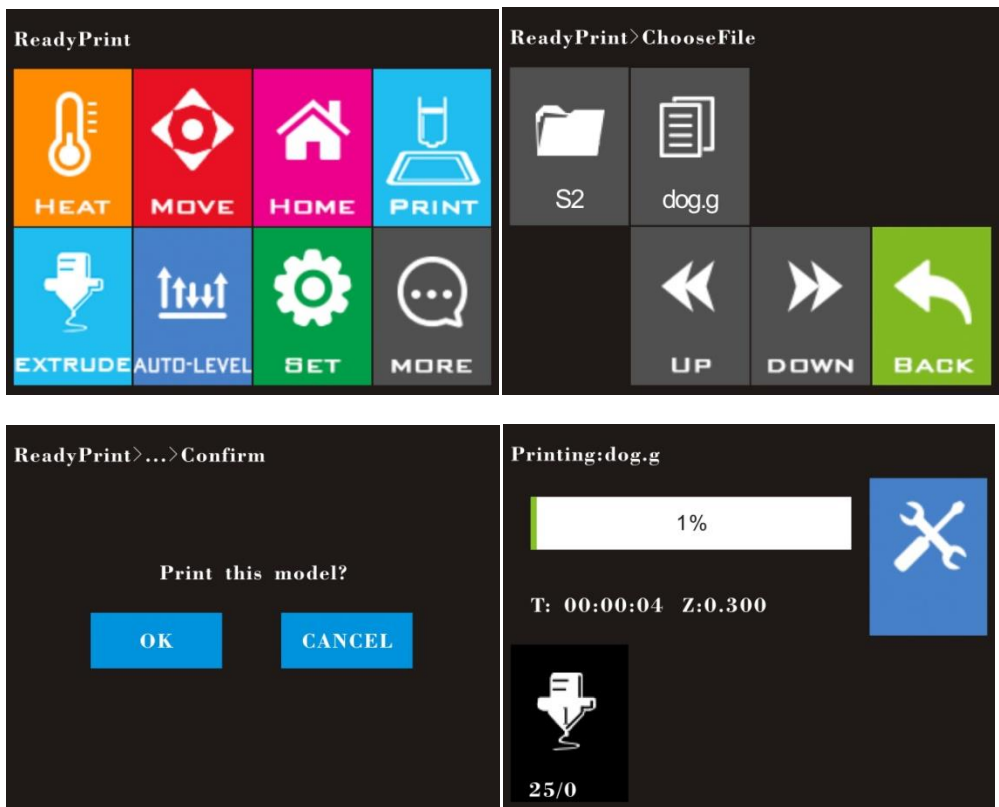 ReadyPrint
HEAT MOVE HOME PRINT
EXTRUDE AUTO-LEVEL SET MORE
ReadyPrint>ChooseFile
S2 dog.g
UP DOWN BACK
ReadyPrint>...>Confirm
Print this model?
OK CANCEL
Printing:dog.g
1%
T: 00:00:04 Z:0.300
1
25/0